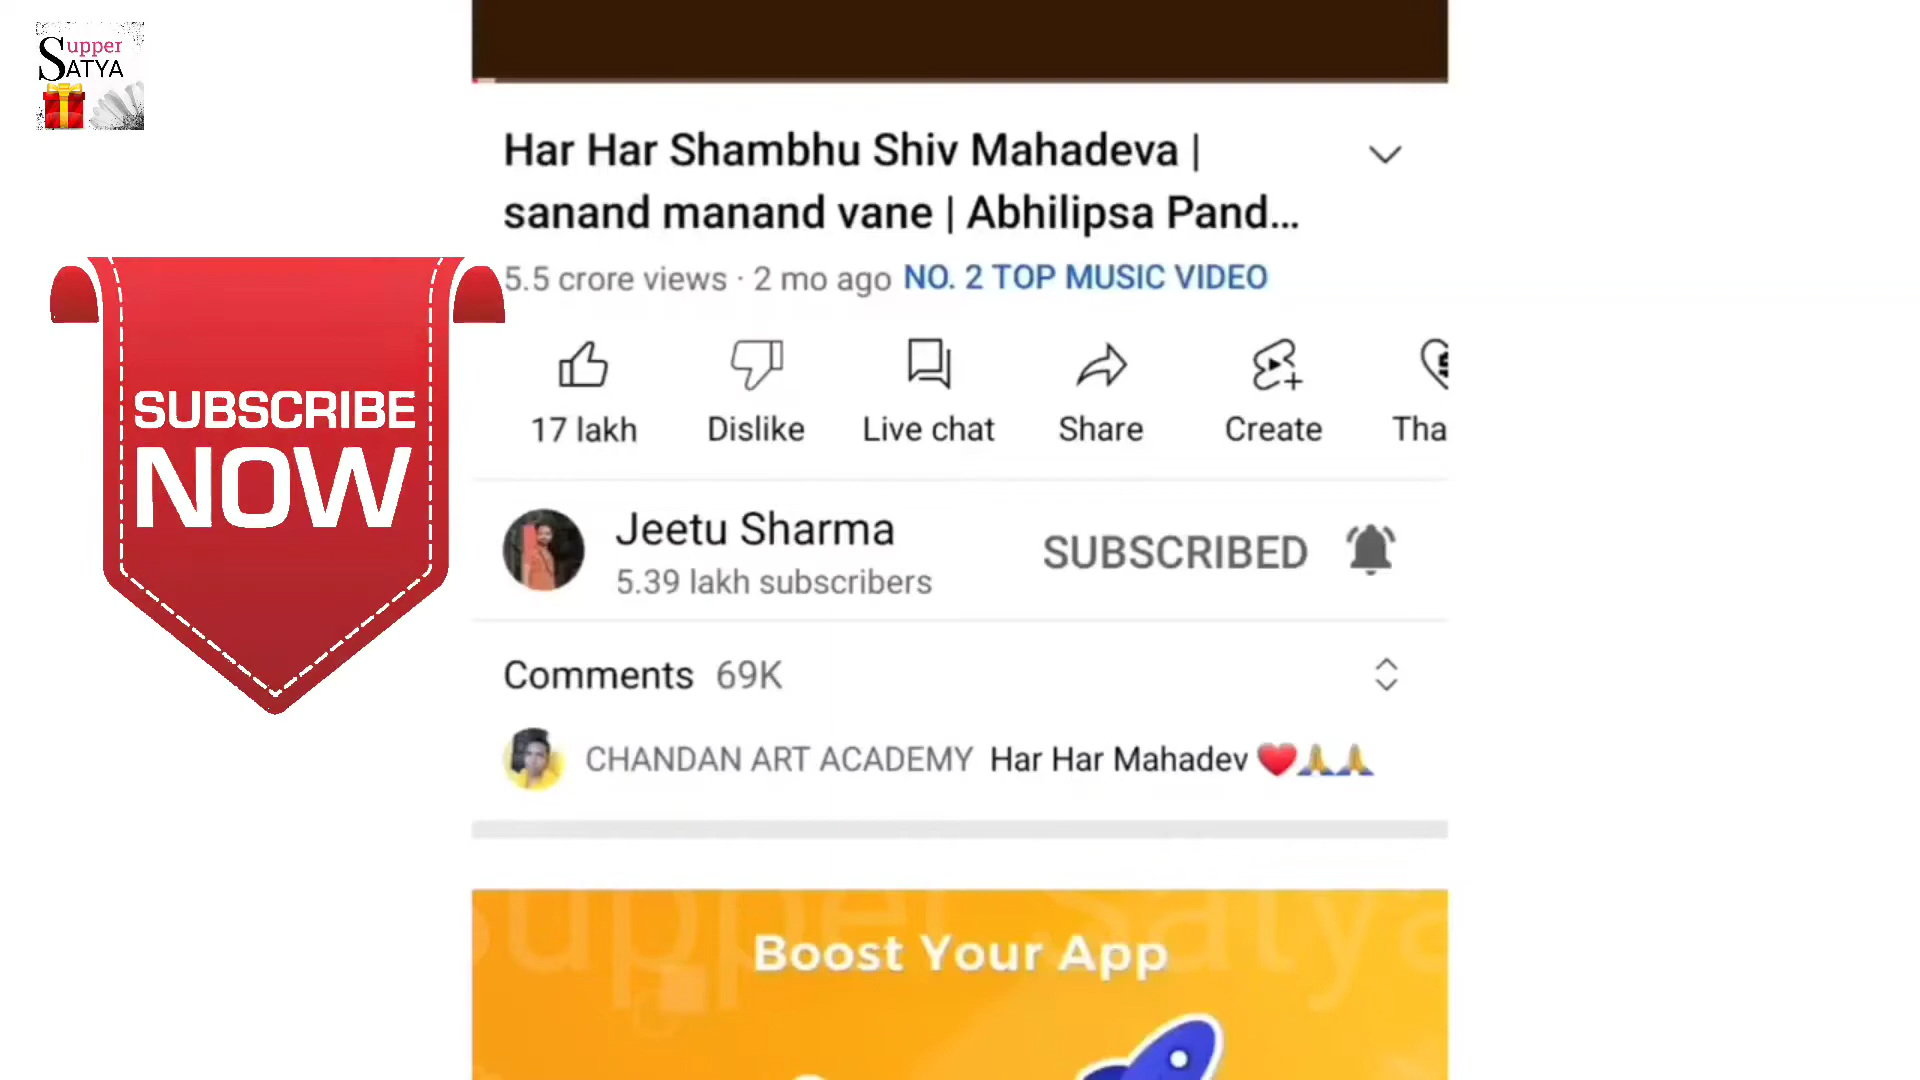 Supper
SATYA
Har Har Shambhu Shiv Mahadeva |
sanand manand vane | Abhilipsa Pand...
5.5 crore views · 2 mo ago NO. 2 TOP MUSIC VIDEO
17 lakh Dislike Live chat Share Create Tha
SUBSCRIBE
NOW
Jeetu Sharma
5.39 lakh subscribers
SUBSCRIBED
Comments 69K
CHANDAN ART ACADEMY Har Har Mahadev ❤️🙏🙏
Supper Satya
Boost Your App